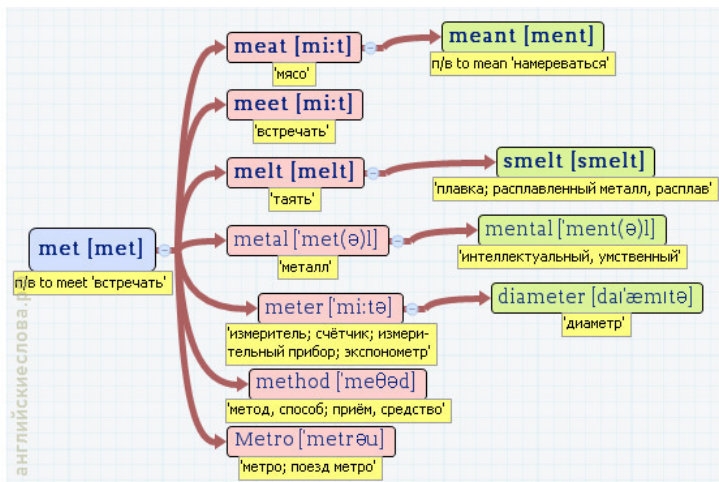 met [met]
п/в to meet 'встречать'
meat [mi:t]
'мясо'
meant [ment]
п/в to mean 'намереваться'
meet [mi:t]
'встречать'
melt [melt]
'таять'
smelt [smelt]
'плавка; расплавленный металл, расплав'
metal ['met(ə)l]
'металл'
mental ['ment(ə)l]
'интеллектуальный, умственный'
meter ['mi:tə]
'измеритель; счётчик; измери-
тельный прибор; экспонометр'
diameter [daɪ'æmɪtə]
'диаметр'
method ['meθəd]
'метод, способ; приём, средство'
Metro ['metrəu]
'метро; поезд метро'